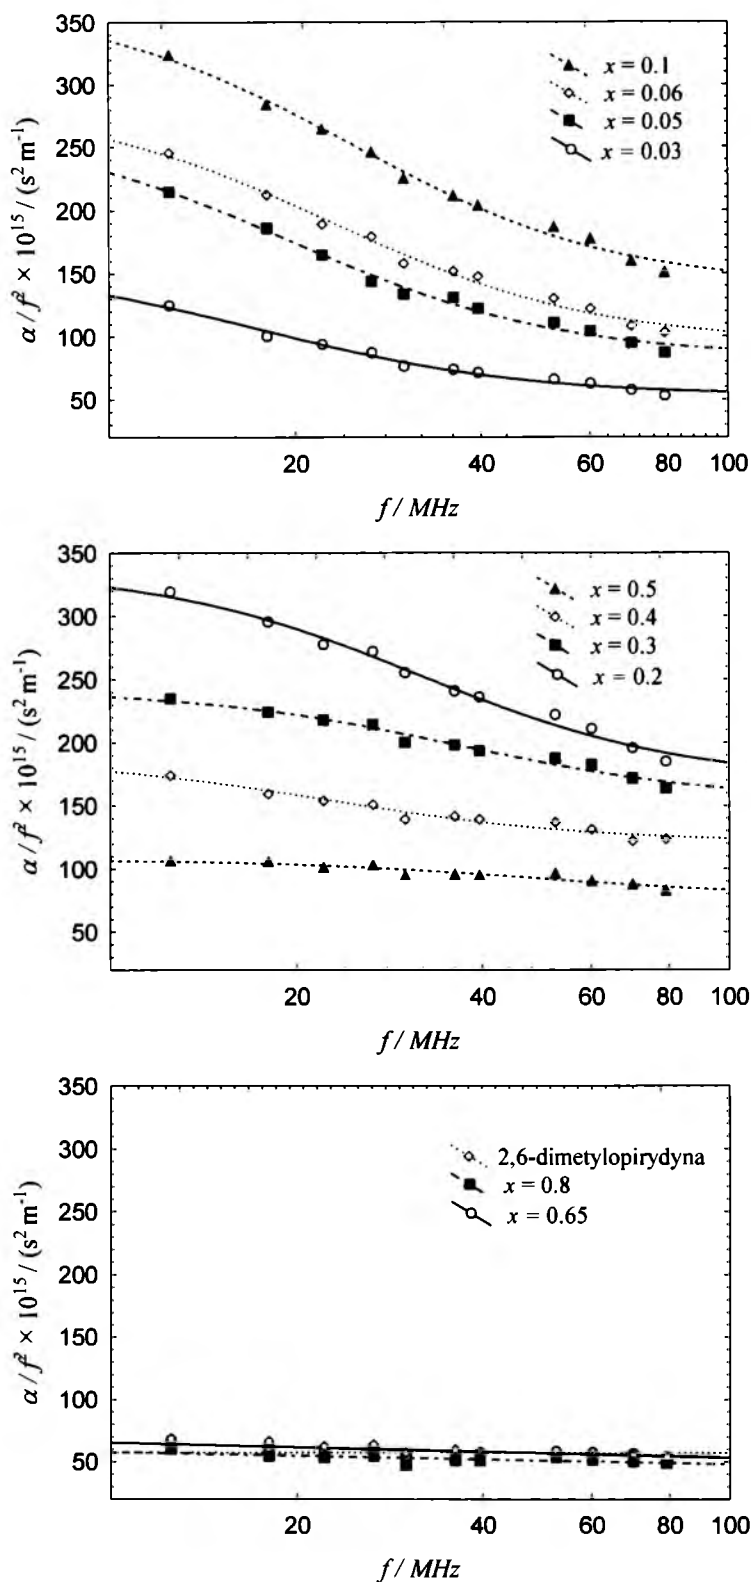 350
300
250
200
150
100
50
α / f² × 10¹⁵ / (s² m⁻¹)
x = 0.1
x = 0.06
x = 0.05
x = 0.03
20 40 60 80 100
f / MHz
350
300
250
200
150
100
50
α / f² × 10¹⁵ / (s² m⁻¹)
x = 0.5
x = 0.4
x = 0.3
x = 0.2
20 40 60 80 100
f / MHz
350
300
250
200
150
100
50
α / f² × 10¹⁵ / (s² m⁻¹)
2,6-dimetylopirydyna
x = 0.8
x = 0.65
20 40 60 80 100
f / MHz